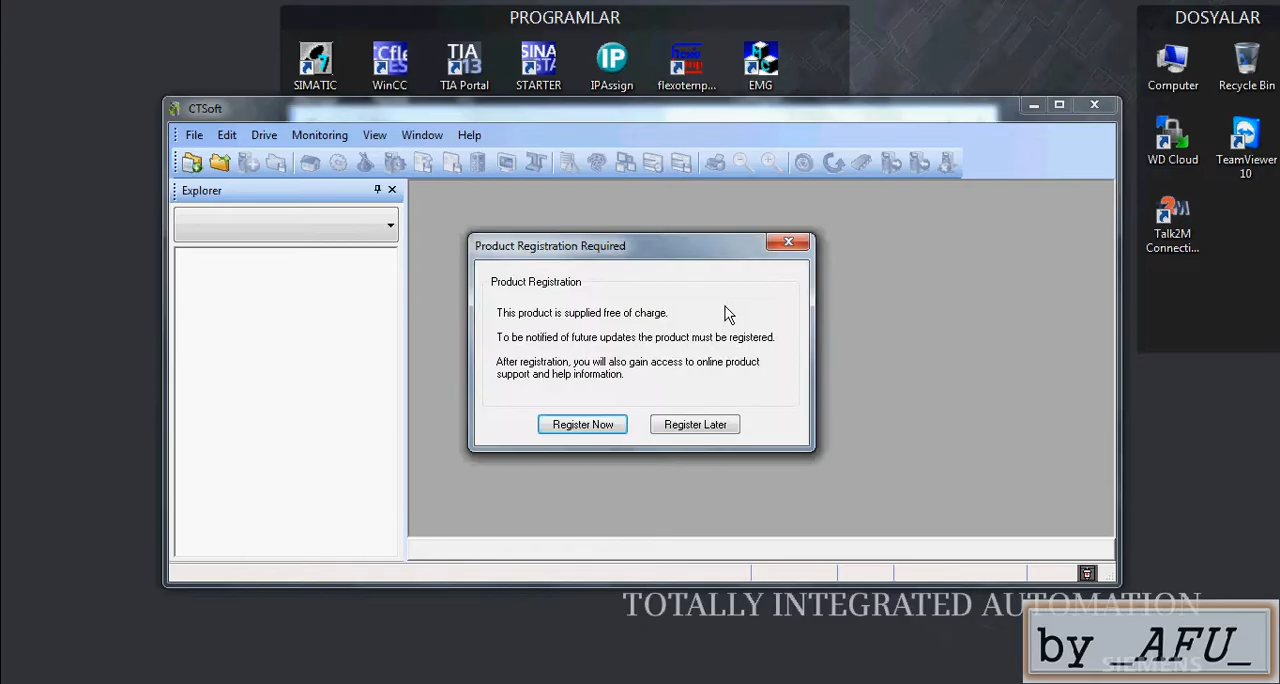 PROGRAMLAR
DOSYALAR
SIMATIC
WinCC
TIA Portal
STARTER
IPAssign
flexotemp...
EMG
Computer
Recycle Bin
CTSoft
File Edit Drive Monitoring View Window Help
WD Cloud
TeamViewer
10
Explorer
Talk2M
Connecti...
Product Registration Required
Product Registration
This product is supplied free of charge.
To be notified of future updates the product must be registered.
After registration, you will also gain access to online product
support and help information.
Register Now
Register Later
TOTALLY INTEGRATED AUTOMATION
by _AFU_
SIEMENS